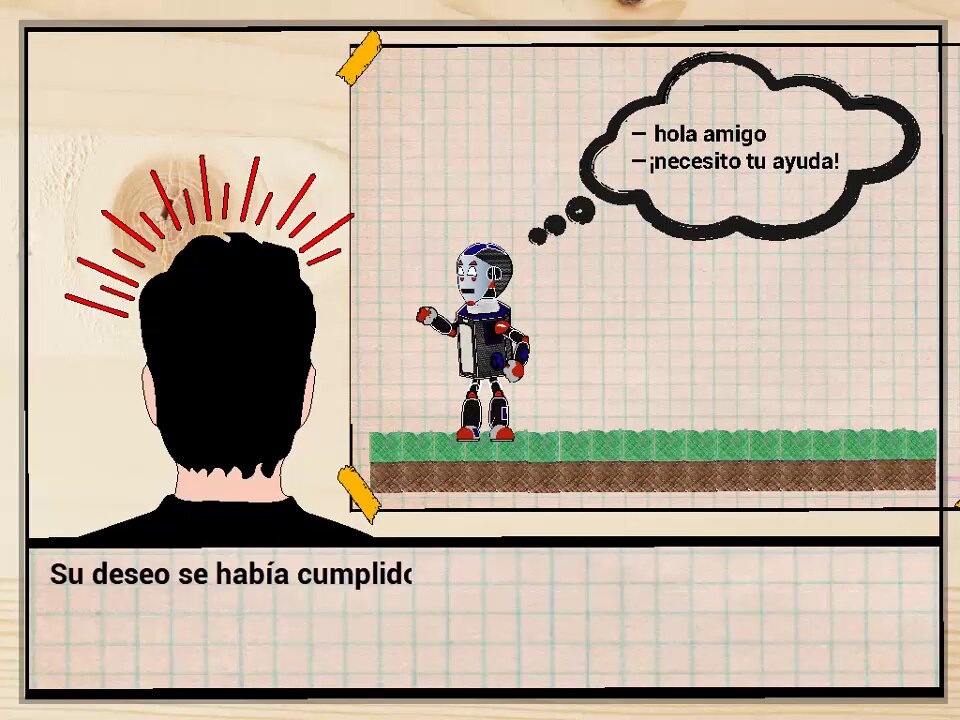 – hola amigo
–¡necesito tu ayuda!
Su deseo se había cumplido